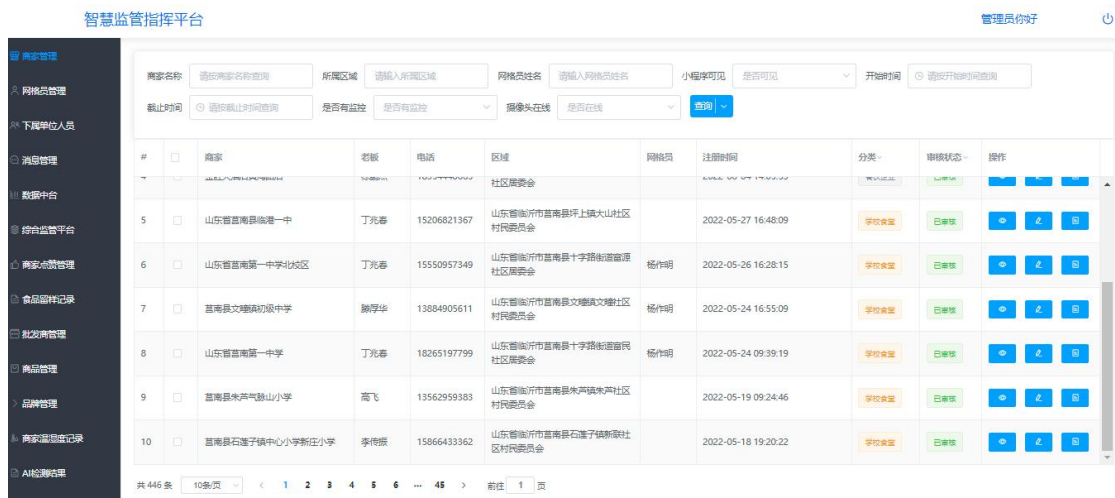 智慧监管指挥平台
管理员你好
商家管理
网格员管理
下属单位人员
消息管理
数据中台
综合监管平台
商家点赞管理
食品留样记录
批发商管理
商品管理
品牌管理
商家温湿度记录
AI检测结果
商家名称 请按商家名称查询 所属区域 请输入所属区域 网格员姓名 请输入网格员姓名 小程序可见 是否可见 开始时间 请按开始时间查询
截止时间 请按截止时间查询 是否有监控 是否有监控 摄像头在线 是否在线 查询
# 商家 老板 电话 区域 网格员 注册时间 分类 审核状态 操作
社区居委会
5 山东省莒南县临港一中 丁兆春 15206821367 山东省临沂市莒南县坪上镇大山社区 2022-05-27 16:48:09 学校食堂 已审核
村民委员会
6 山东省莒南第一中学北校区 丁兆春 15550957349 山东省临沂市莒南县十字路街道富源 杨作明 2022-05-26 16:28:15 学校食堂 已审核
社区居委会
7 莒南县文疃镇初级中学 滕厚华 13884905611 山东省临沂市莒南县文疃镇文疃社区 杨作明 2022-05-24 16:55:09 学校食堂 已审核
村民委员会
8 山东省莒南第一中学 丁兆春 18265197799 山东省临沂市莒南县十字路街道富民 杨作明 2022-05-24 09:39:19 学校食堂 已审核
社区居委会
9 莒南县朱芦气脉山小学 高飞 13562959383 山东省临沂市莒南县朱芦镇朱芦社区 2022-05-19 09:24:46 学校食堂 已审核
村民委员会
10 莒南县石莲子镇中心小学新庄小学 李传振 15866433362 山东省临沂市莒南县石莲子镇新联社 2022-05-18 19:20:22 学校食堂 已审核
区村民委员会
共 446 条 10条/页 < 1 2 3 4 5 6 ... 45 > 前往 1 页